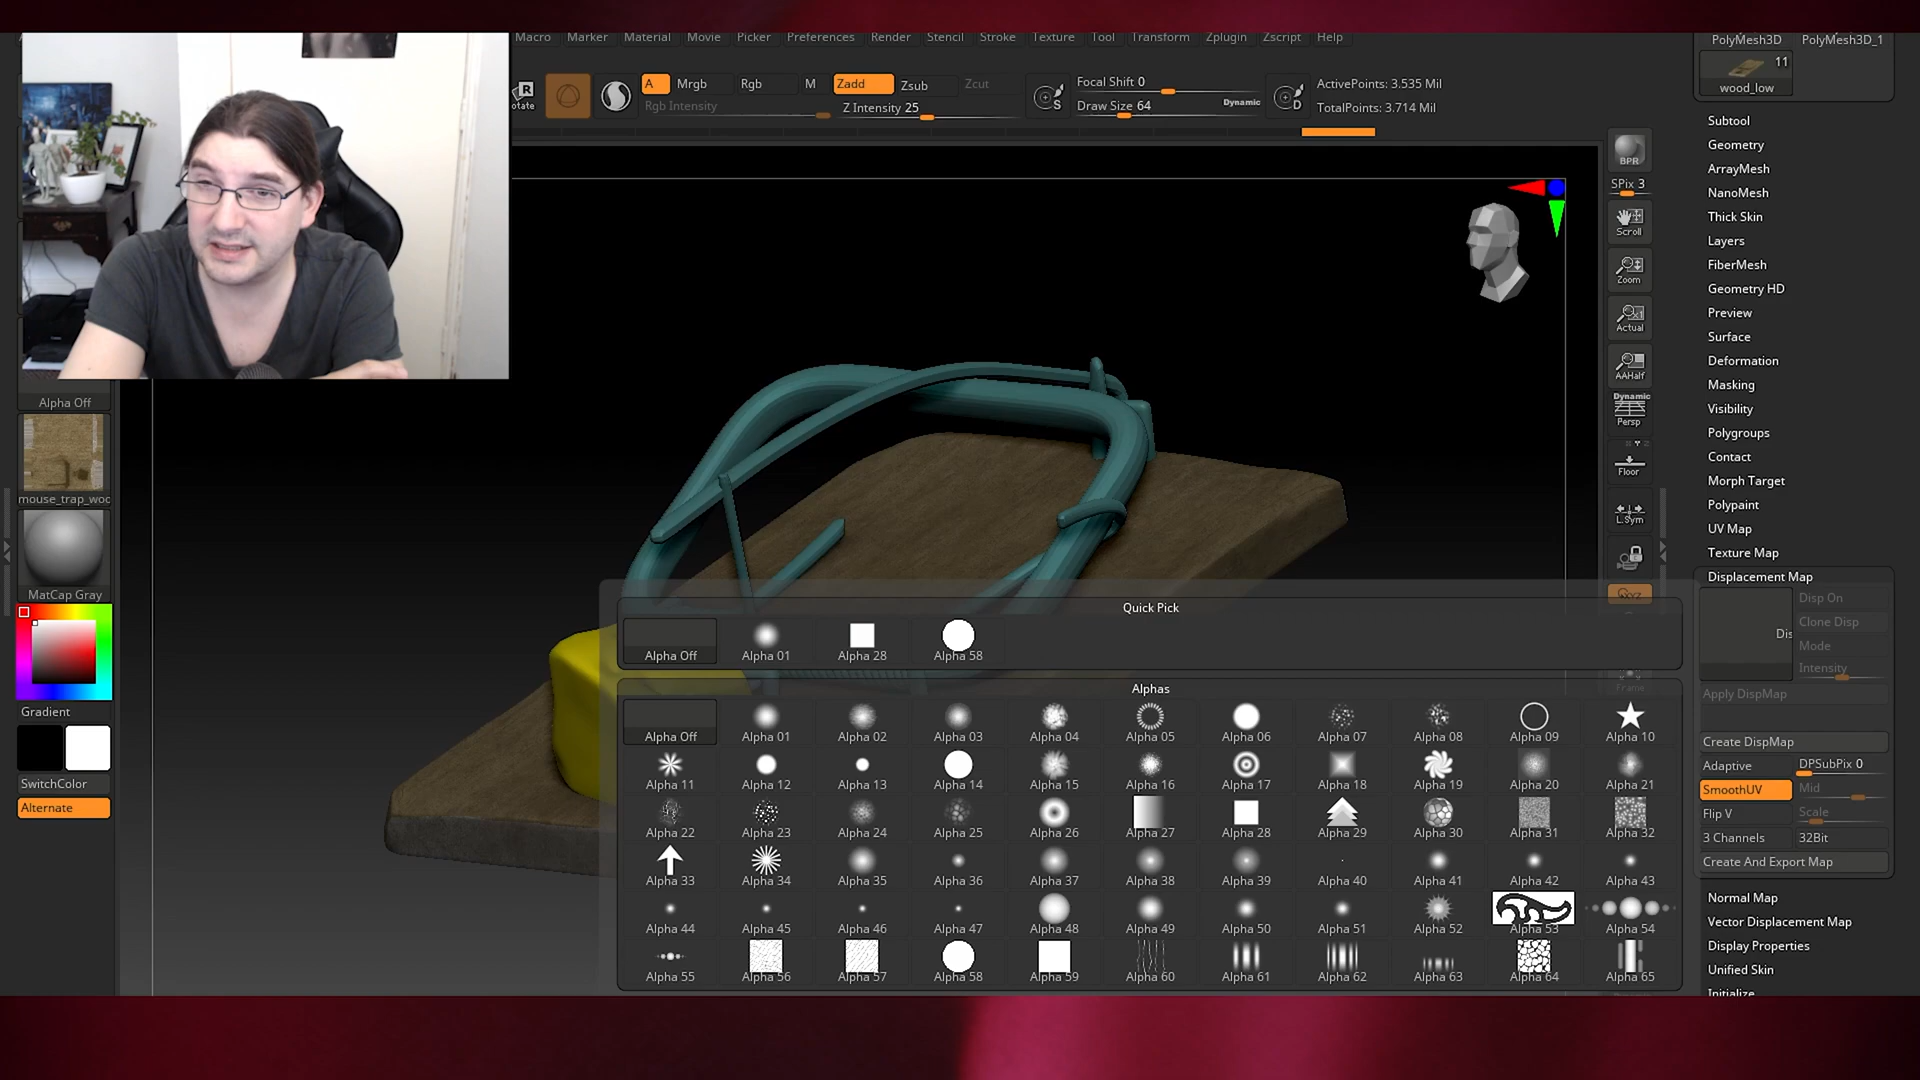 Macro Marker Material Movie Picker Preferences Render Stencil Stroke Texture Tool Transform Zplugin Zscript Help
PolyMesh3D PolyMesh3D_1
11
wood_low
R
otate
A Mrgb Rgb M Zadd Zsub Zcut
Rgb Intensity Z Intensity 25
S
Focal Shift 0
Draw Size 64 Dynamic
D
ActivePoints: 3.535 Mil
TotalPoints: 3.714 Mil
BPR
SPix 3
Scroll
Zoom
Actual
AAHalf
Dynamic
Persp
Floor
L.Sym
Frame
Subtool
Geometry
ArrayMesh
NanoMesh
Thick Skin
Layers
FiberMesh
Geometry HD
Preview
Surface
Deformation
Masking
Visibility
Polygroups
Contact
Morph Target
Polypaint
UV Map
Texture Map
Displacement Map
Disp On
Clone Disp
Dis
Mode
Intensity
Apply DispMap
Create DispMap
Adaptive DPSubPix 0
SmoothUV Mid
Flip V Scale
3 Channels 32Bit
Create And Export Map
Normal Map
Vector Displacement Map
Display Properties
Unified Skin
Initialize
Alpha Off
mouse_trap_woo
MatCap Gray
Gradient
SwitchColor
Alternate
Quick Pick
Alpha Off Alpha 01 Alpha 28 Alpha 58
Alphas
Alpha Off Alpha 01 Alpha 02 Alpha 03 Alpha 04 Alpha 05 Alpha 06 Alpha 07 Alpha 08 Alpha 09 Alpha 10
Alpha 11 Alpha 12 Alpha 13 Alpha 14 Alpha 15 Alpha 16 Alpha 17 Alpha 18 Alpha 19 Alpha 20 Alpha 21
Alpha 22 Alpha 23 Alpha 24 Alpha 25 Alpha 26 Alpha 27 Alpha 28 Alpha 29 Alpha 30 Alpha 31 Alpha 32
Alpha 33 Alpha 34 Alpha 35 Alpha 36 Alpha 37 Alpha 38 Alpha 39 Alpha 40 Alpha 41 Alpha 42 Alpha 43
Alpha 44 Alpha 45 Alpha 46 Alpha 47 Alpha 48 Alpha 49 Alpha 50 Alpha 51 Alpha 52 Alpha 53 Alpha 54
Alpha 55 Alpha 56 Alpha 57 Alpha 58 Alpha 59 Alpha 60 Alpha 61 Alpha 62 Alpha 63 Alpha 64 Alpha 65